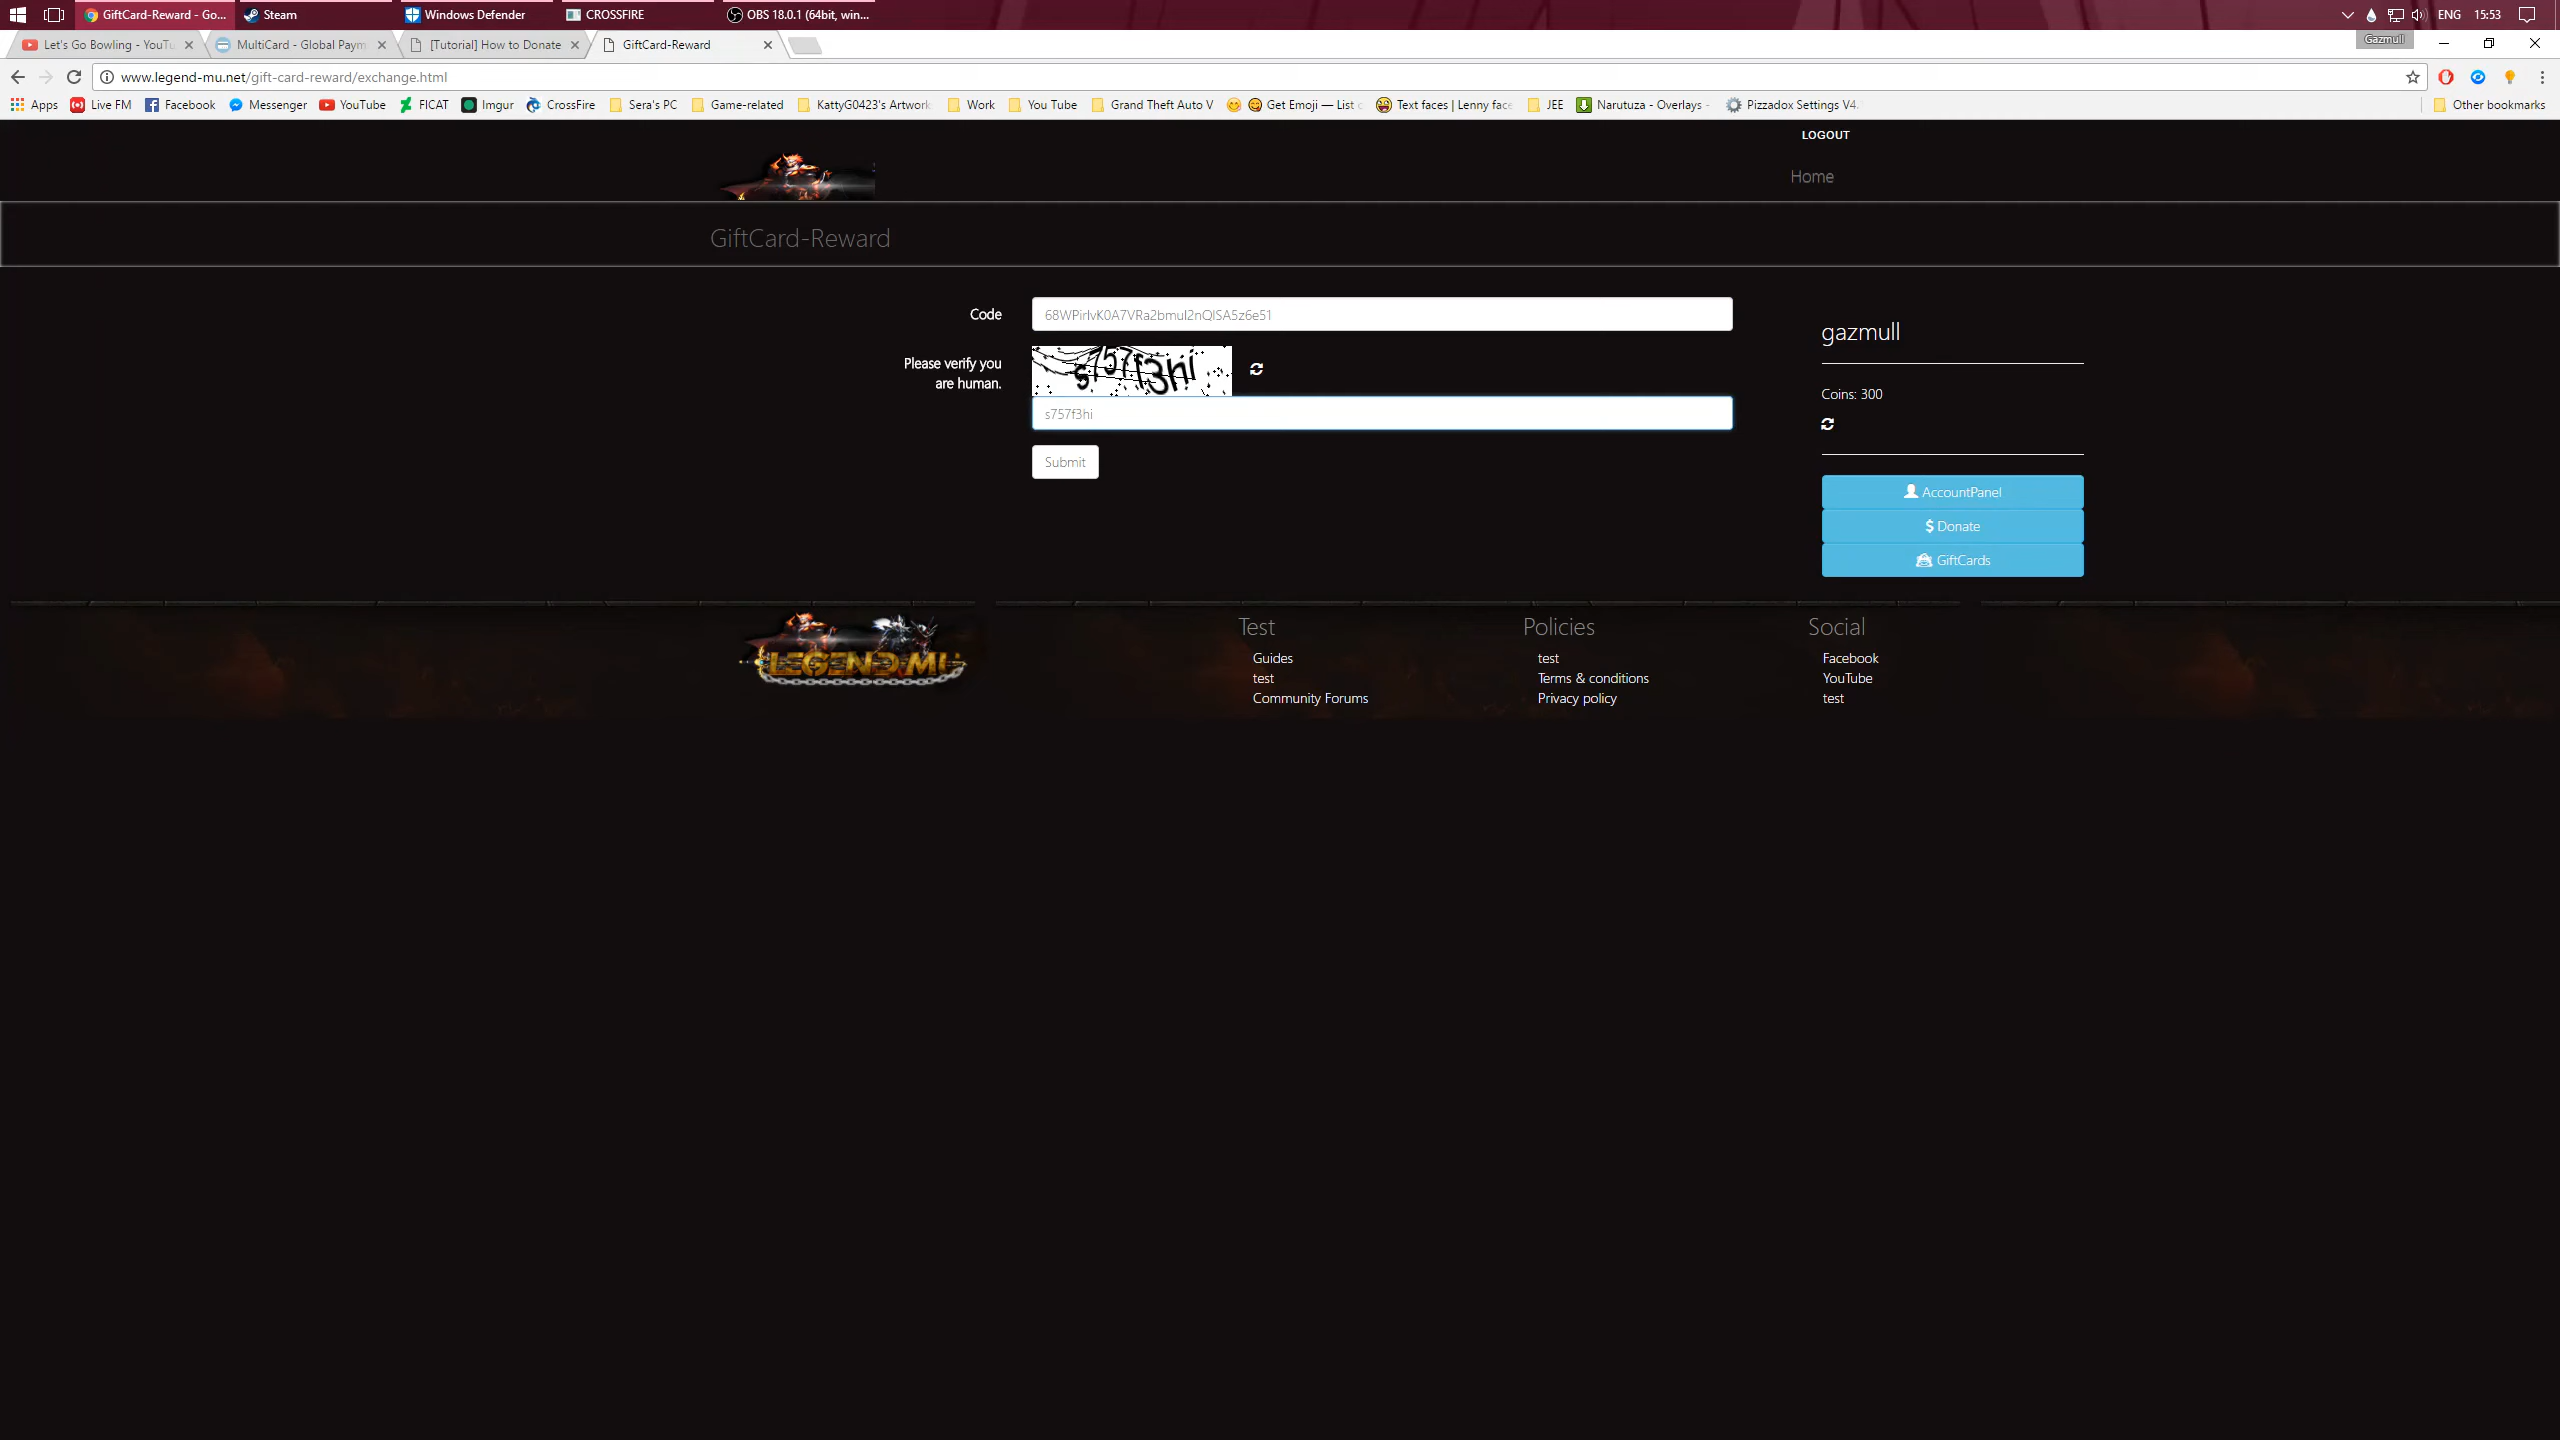 GiftCard-Reward - Go... Steam Windows Defender CROSSFIRE OBS 18.0.1 (64bit, win... ENG 15:53
Let's Go Bowling - YouTu MultiCard - Global Paym [Tutorial] How to Donate GiftCard-Reward Gazmull
www.legend-mu.net/gift-card-reward/exchange.html
Apps Live FM Facebook Messenger YouTube FICAT Imgur CrossFire Sera's PC Game-related KattyG0423's Artwork Work You Tube Grand Theft Auto V Get Emoji — List Text faces | Lenny face JEE Narutuza - Overlays - Pizzadox Settings V4. Other bookmarks
LOGOUT
Home
GiftCard-Reward
Code
Please verify you
are human.
s757f3hi
s757f3hi
Submit
gazmull
Coins: 300
AccountPanel
$ Donate
GiftCards
LEGEND MU
Test
Guides
test
Community Forums
Policies
test
Terms & conditions
Privacy policy
Social
Facebook
YouTube
test